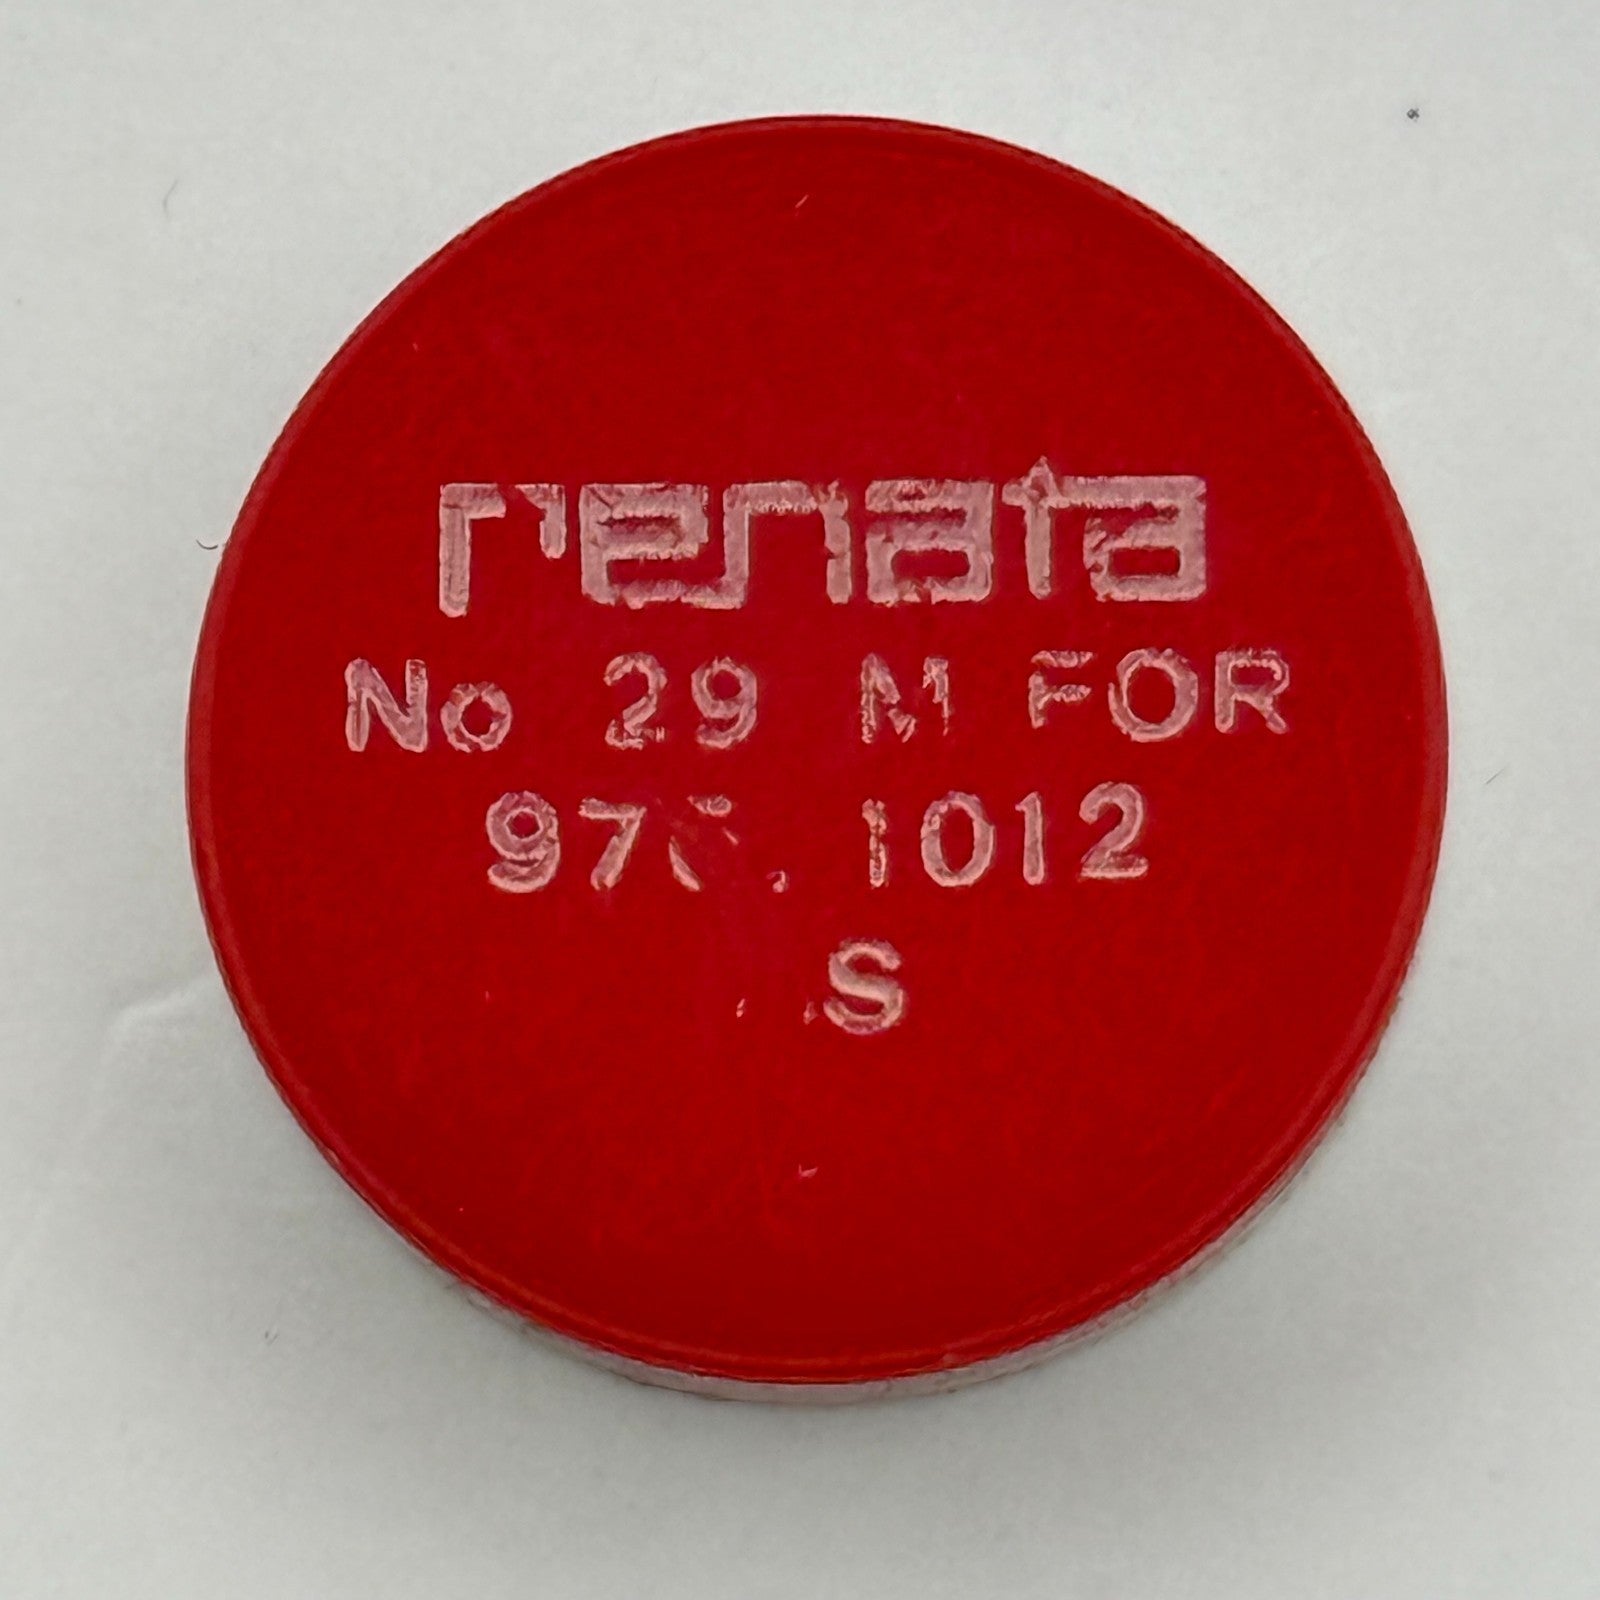 renata
No 29 M FOR
1012
S